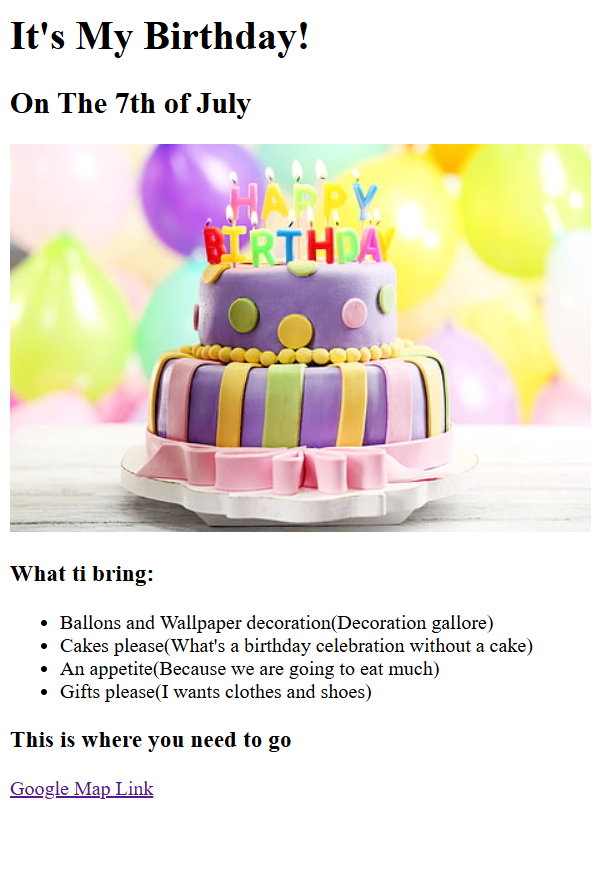 It's My Birthday!
On The 7th of July
HAPPY
BIRTHDAY
What ti bring:
Ballons and Wallpaper decoration(Decoration gallore)
Cakes please(What's a birthday celebration without a cake)
An appetite(Because we are going to eat much)
Gifts please(I wants clothes and shoes)
This is where you need to go
Google Map Link